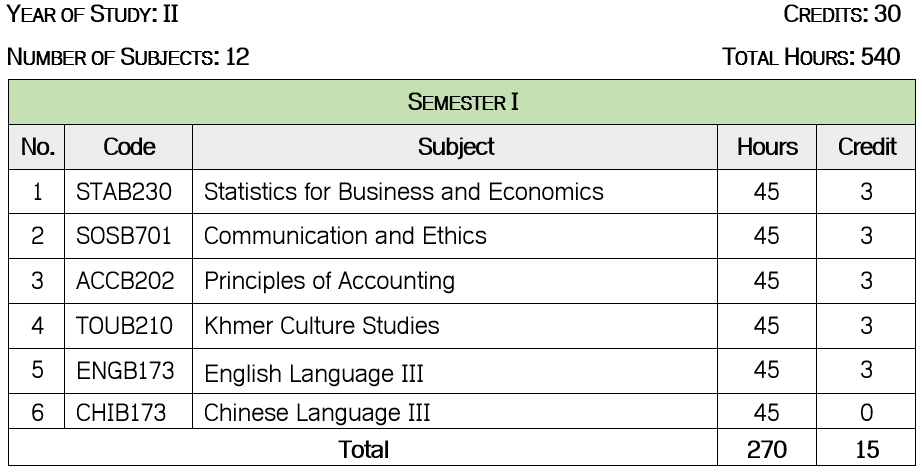 YEAR OF STUDY: II CREDITS: 30
NUMBER OF SUBJECTS: 12 TOTAL HOURS: 540
SEMESTER I
No. Code Subject Hours Credit
1 STAB230 Statistics for Business and Economics 45 3
2 SOSB701 Communication and Ethics 45 3
3 ACCB202 Principles of Accounting 45 3
4 TOUB210 Khmer Culture Studies 45 3
5 ENGB173 English Language III 45 3
6 CHIB173 Chinese Language III 45 0
Total 270 15